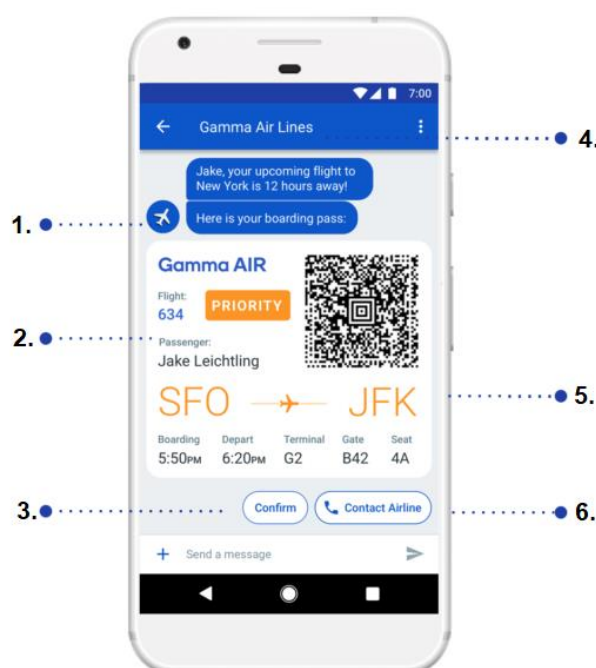 7:00
Gamma Air Lines
4.
Jake, your upcoming flight to
New York is 12 hours away!
1.
Here is your boarding pass:
Gamma AIR
Flight:
634
PRIORITY
2.
Passenger:
Jake Leichtling
SFO JFK
5.
Boarding Depart Terminal Gate Seat
5:50PM 6:20PM G2 B42 4A
3.
Confirm
Contact Airline
6.
+ Send a message